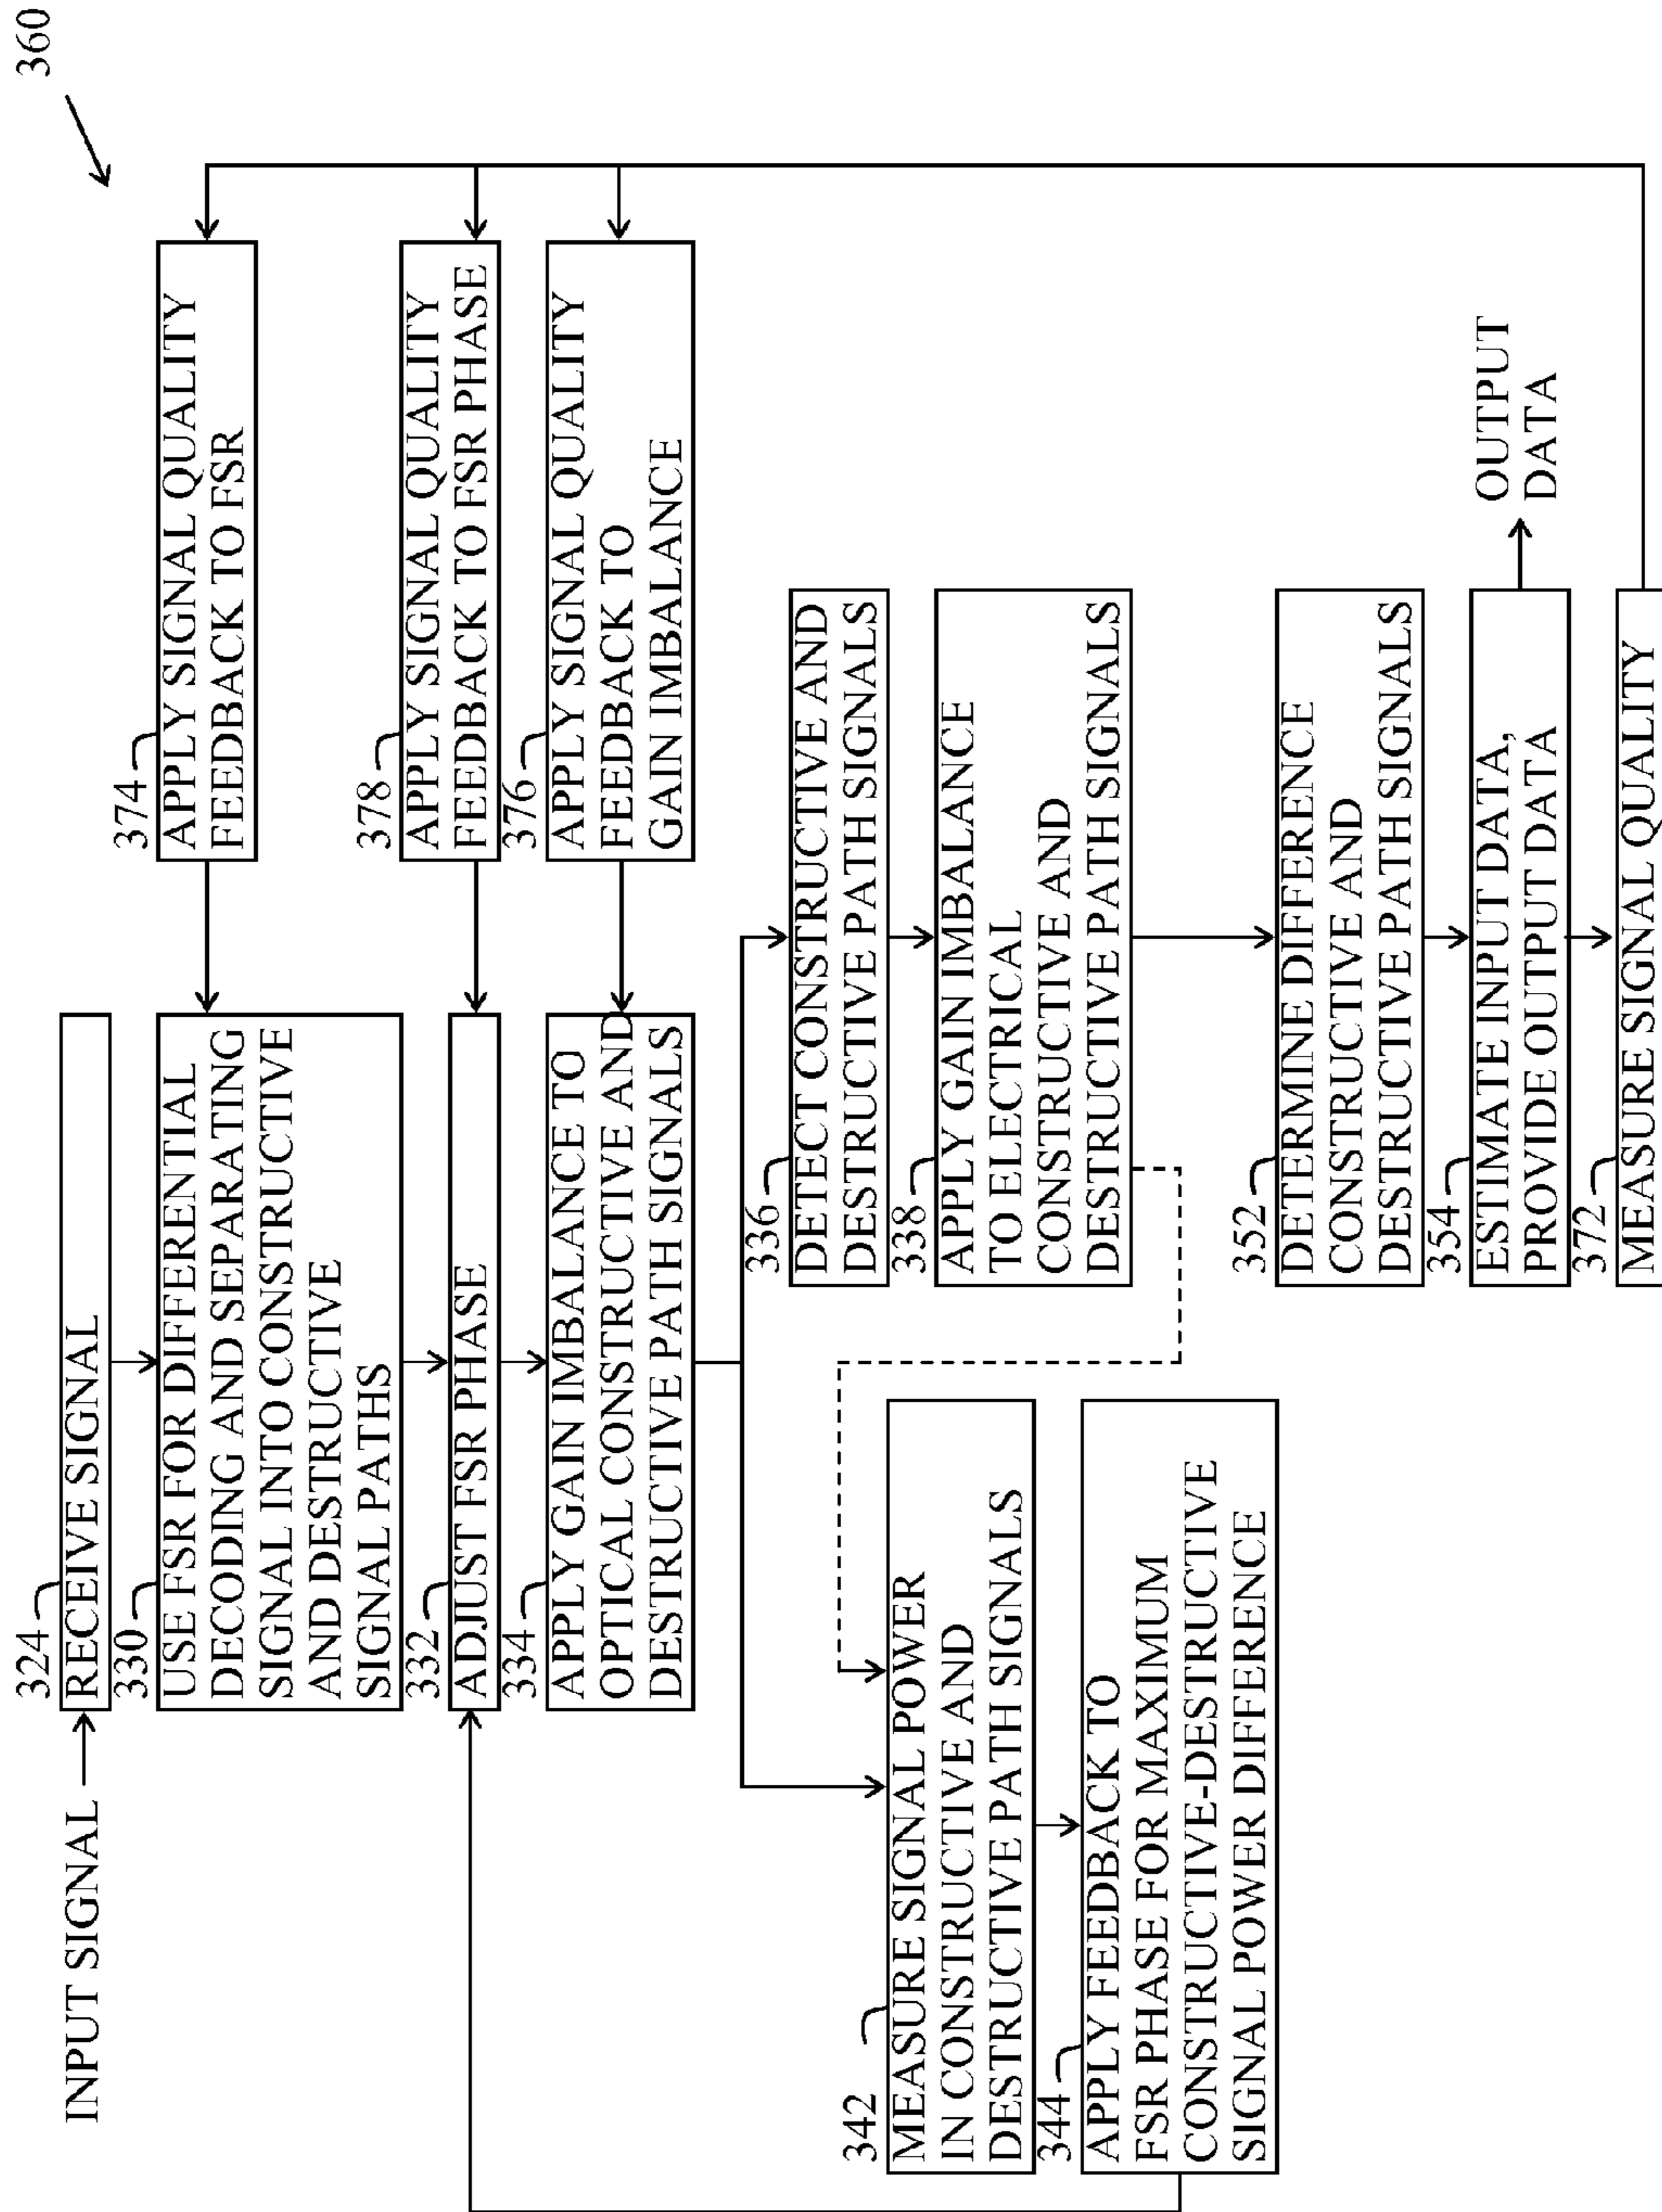 360
INPUT SIGNAL
324
RECEIVE SIGNAL
330
USE FSR FOR DIFFERENTIAL
DECODING AND SEPARATING
SIGNAL INTO CONSTRUCTIVE
AND DESTRUCTIVE
SIGNAL PATHS
374
APPLY SIGNAL QUALITY
FEEDBACK TO FSR
332
ADJUST FSR PHASE
378
APPLY SIGNAL QUALITY
FEEDBACK TO FSR PHASE
334
APPLY GAIN IMBALANCE TO
OPTICAL CONSTRUCTIVE AND
DESTRUCTIVE PATH SIGNALS
376
APPLY SIGNAL QUALITY
FEEDBACK TO
GAIN IMBALANCE
336
DETECT CONSTRUCTIVE AND
DESTRUCTIVE PATH SIGNALS
338
APPLY GAIN IMBALANCE
TO ELECTRICAL
CONSTRUCTIVE AND
DESTRUCTIVE PATH SIGNALS
342
MEASURE SIGNAL POWER
IN CONSTRUCTIVE AND
DESTRUCTIVE PATH SIGNALS
344
APPLY FEEDBACK TO
FSR PHASE FOR MAXIMUM
CONSTRUCTIVE-DESTRUCTIVE
SIGNAL POWER DIFFERENCE
352
DETERMINE DIFFERENCE
CONSTRUCTIVE AND
DESTRUCTIVE PATH SIGNALS
354
ESTIMATE INPUT DATA,
PROVIDE OUTPUT DATA
OUTPUT
DATA
372
MEASURE SIGNAL QUALITY